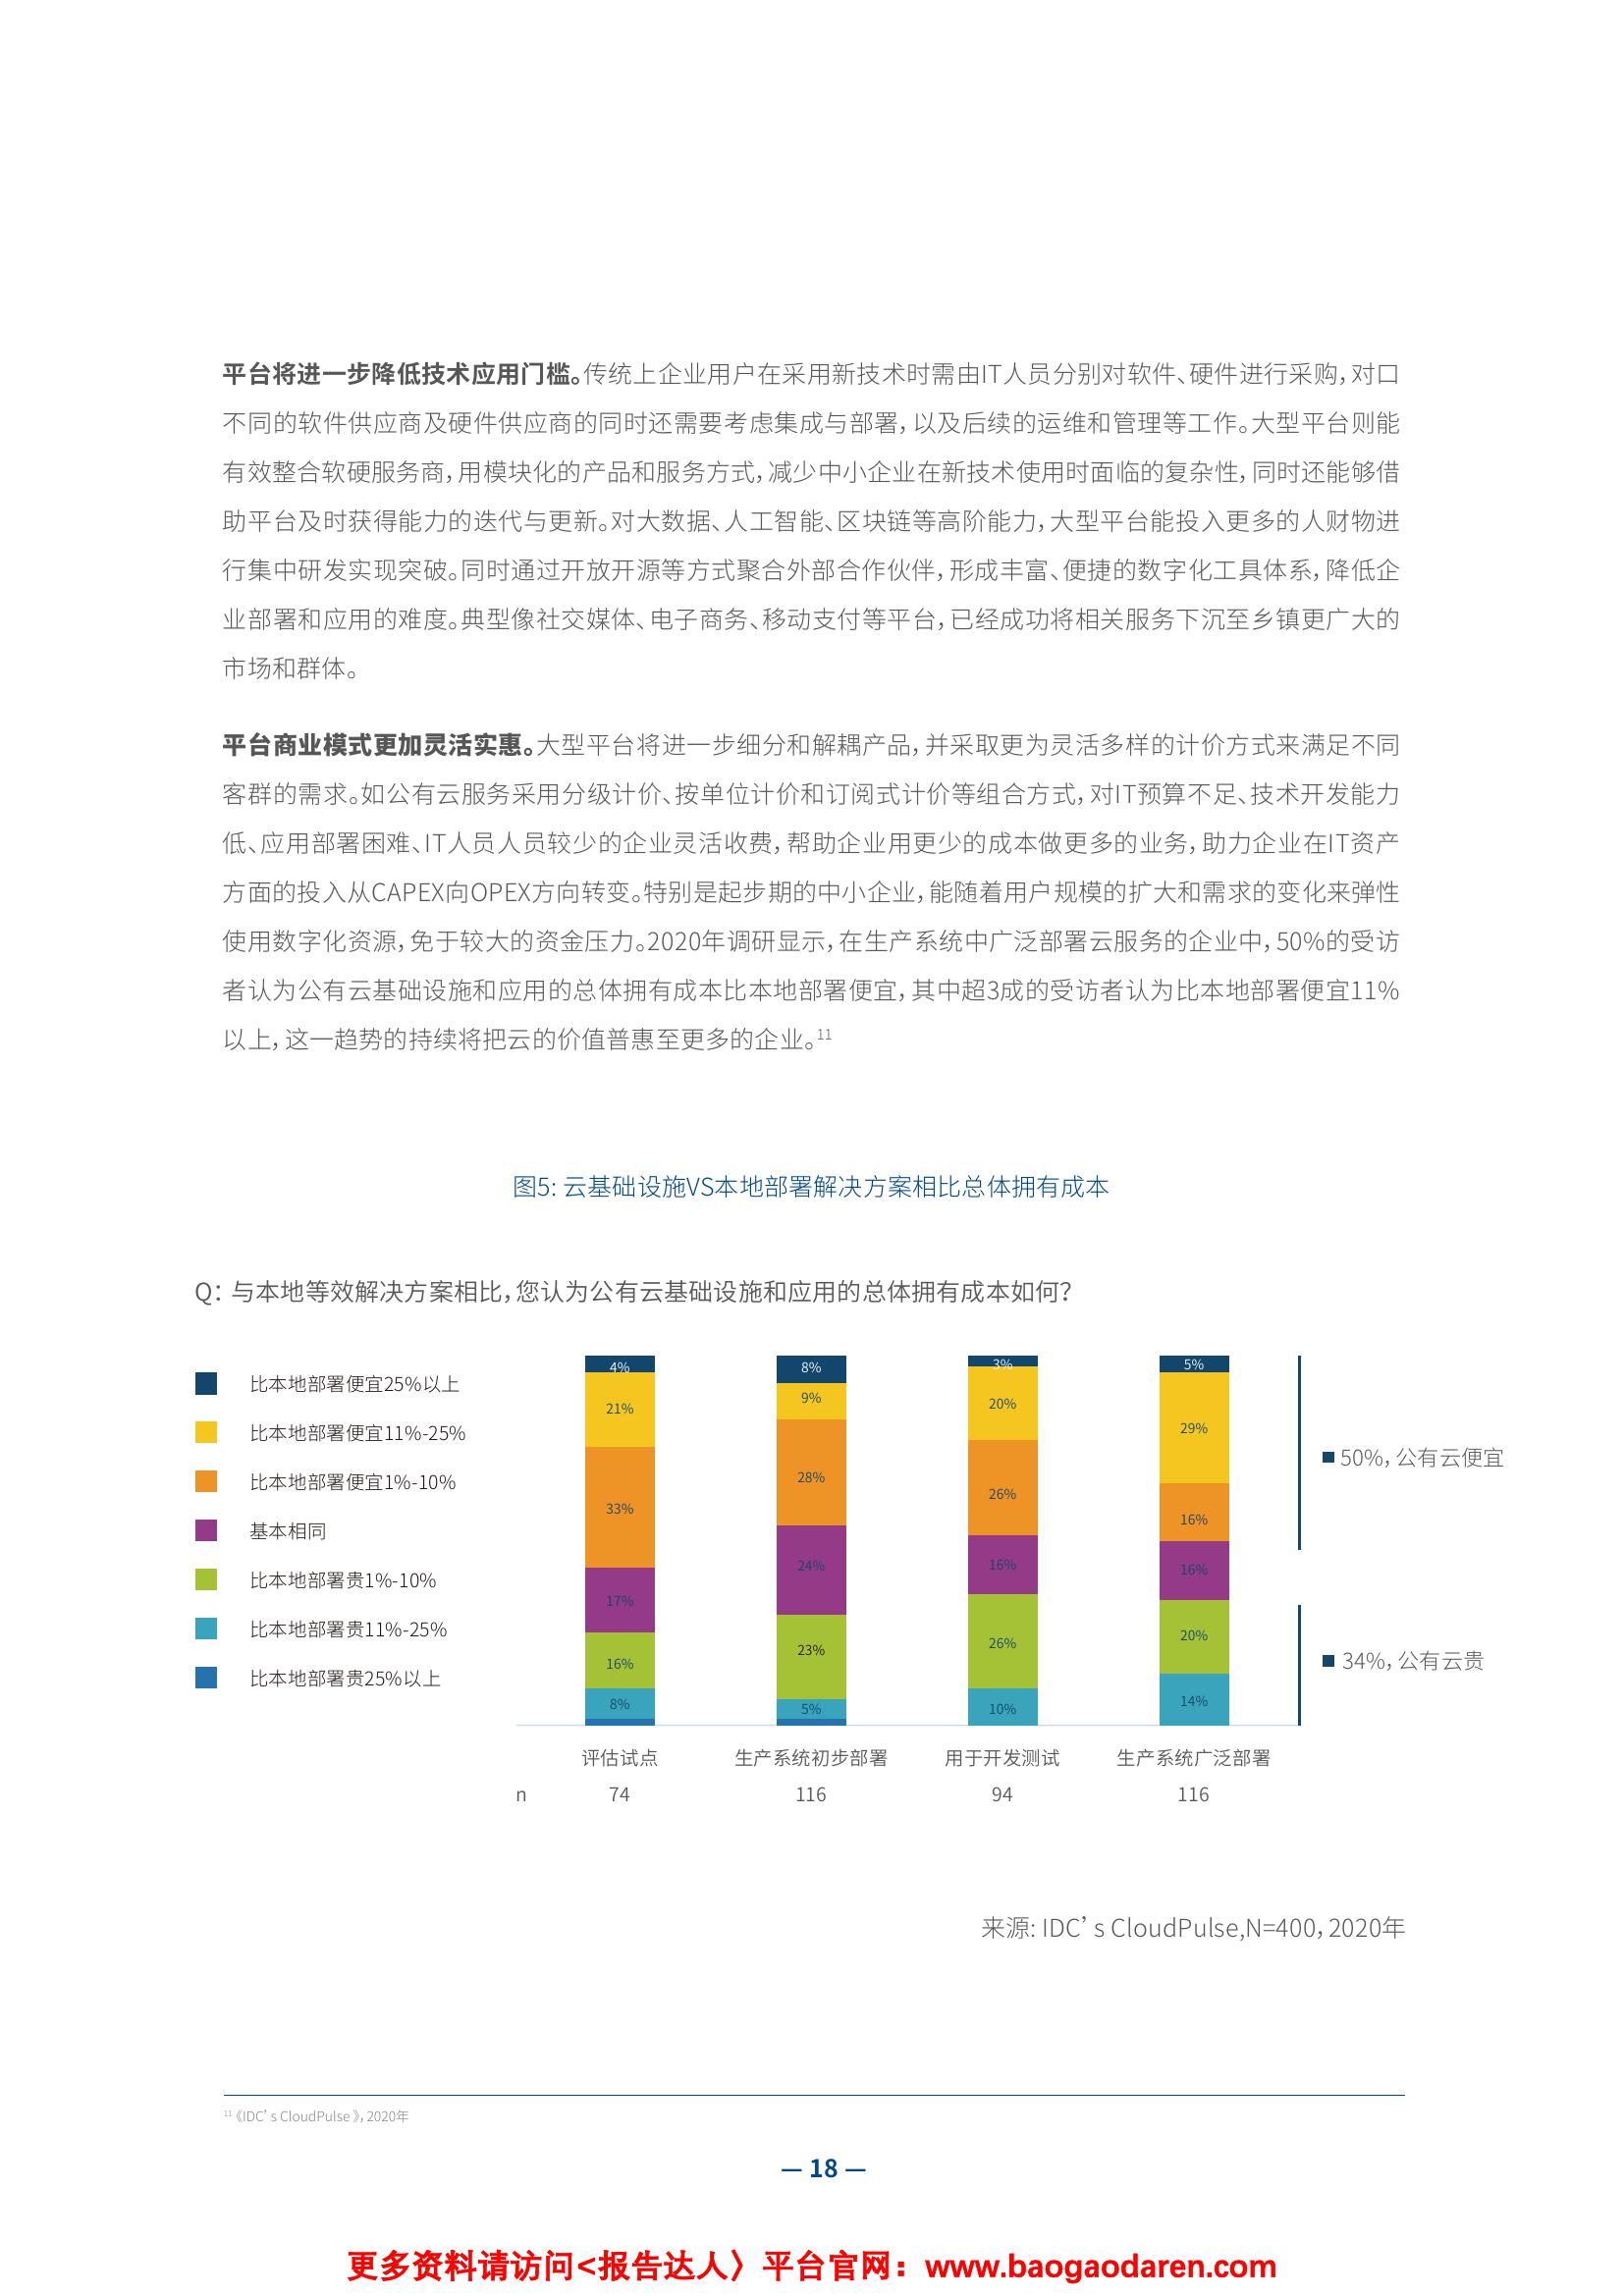 平台将进一步降低技术应用门槛。传统上企业用户在采用新技术时需由IT人员分别对软件、硬件进行采购，对口
不同的软件供应商及硬件供应商的同时还需要考虑集成与部署，以及后续的运维和管理等工作。大型平台则能
有效整合软硬服务商，用模块化的产品和服务方式，减少中小企业在新技术使用时面临的复杂性，同时还能够借
助平台及时获得能力的迭代与更新。对大数据、人工智能、区块链等高阶能力，大型平台能投入更多的人财物进
行集中研发实现突破。同时通过开放开源等方式聚合外部合作伙伴，形成丰富、便捷的数字化工具体系，降低企
业部署和应用的难度。典型像社交媒体、电子商务、移动支付等平台，已经成功将相关服务下沉至乡镇更广大的
市场和群体。
平台商业模式更加灵活实惠。大型平台将进一步细分和解耦产品，并采取更为灵活多样的计价方式来满足不同
客群的需求。如公有云服务采用分级计价、按单位计价和订阅式计价等组合方式，对IT预算不足、技术开发能力
低、应用部署困难、IT人员人员较少的企业灵活收费，帮助企业用更少的成本做更多的业务，助力企业在IT资产
方面的投入从CAPEX向OPEX方向转变。特别是起步期的中小企业，能随着用户规模的扩大和需求的变化来弹性
使用数字化资源，免于较大的资金压力。2020年调研显示，在生产系统中广泛部署云服务的企业中，50%的受访
者认为公有云基础设施和应用的总体拥有成本比本地部署便宜，其中超3成的受访者认为比本地部署便宜11%
以上，这一趋势的持续将把云的价值普惠至更多的企业。11
图5: 云基础设施VS本地部署解决方案相比总体拥有成本
Q：与本地等效解决方案相比，您认为公有云基础设施和应用的总体拥有成本如何？
比本地部署便宜25%以上
比本地部署便宜11%-25%
比本地部署便宜1%-10%
基本相同
比本地部署贵1%-10%
比本地部署贵11%-25%
比本地部署贵25%以上
4%
21%
33%
17%
16%
8%
8%
9%
28%
24%
23%
5%
3%
20%
26%
16%
26%
10%
5%
29%
16%
16%
20%
14%
50%，公有云便宜
34%，公有云贵
评估试点 生产系统初步部署 用于开发测试 生产系统广泛部署
n 74 116 94 116
来源: IDC’s CloudPulse,N=400，2020年
11《IDC’s CloudPulse 》，2020年
— 18 —
更多资料请访问<报告达人〉平台官网：www.baogaodaren.com